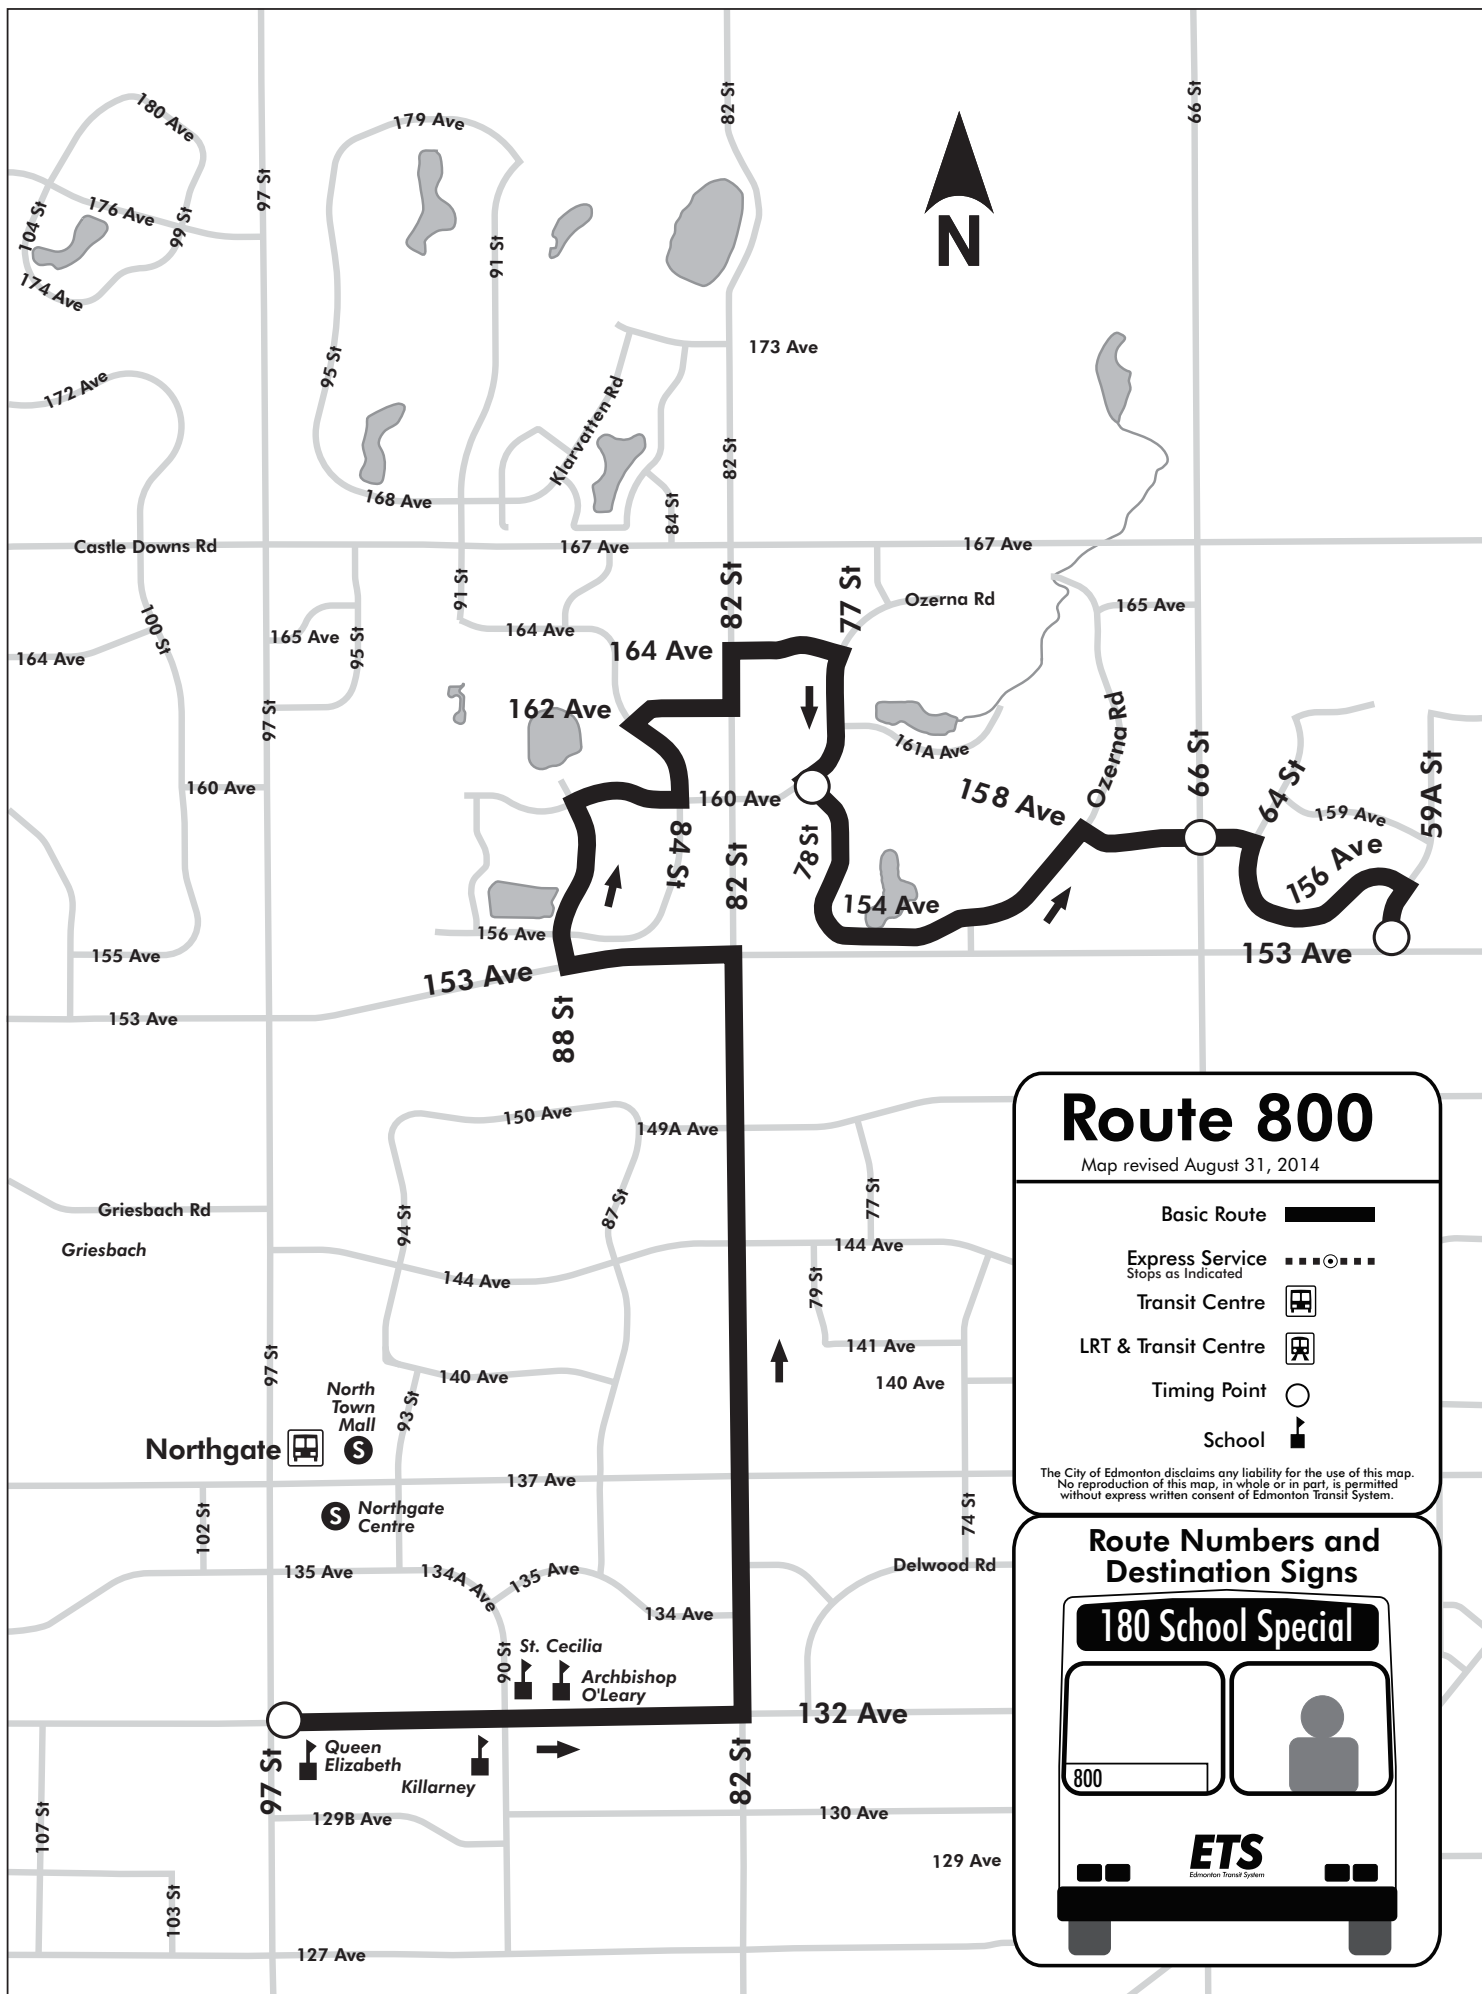 180 Ave
179 Ave
82 St
66 St
176 Ave
104 St
99 St
97 St
174 Ave
91 St
N
95 St
173 Ave
172 Ave
Klarvatten Rd
82 St
168 Ave
84 St
Castle Downs Rd
167 Ave
167 Ave
91 St
82 St
77 St
Ozerna Rd
165 Ave
100 St
165 Ave
95 St
164 Ave
164 Ave
164 Ave
162 Ave
97 St
161A Ave
Ozerna Rd
66 St
160 Ave
160 Ave
158 Ave
64 St
59A St
159 Ave
84 St
82 St
78 St
156 Ave
154 Ave
156 Ave
155 Ave
153 Ave
153 Ave
153 Ave
88 St
150 Ave
149A Ave
Griesbach Rd
Griesbach
94 St
87 St
77 St
144 Ave
144 Ave
79 St
141 Ave
140 Ave
140 Ave
97 St
93 St
North
Town
Mall
Northgate
S
137 Ave
S
Northgate
Centre
102 St
74 St
135 Ave
134A Ave
135 Ave
134 Ave
Delwood Rd
90 St
St. Cecilia
Archbishop
O'Leary
132 Ave
Queen
Elizabeth
Killarney
97 St
82 St
107 St
129B Ave
130 Ave
129 Ave
103 St
127 Ave
Route 800
Map revised August 31, 2014
Basic Route
Express Service
Stops as Indicated
Transit Centre
LRT & Transit Centre
Timing Point
School
The City of Edmonton disclaims any liability for the use of this map.
No reproduction of this map, in whole or in part, is permitted
without express written consent of Edmonton Transit System.
Route Numbers and
Destination Signs
180 School Special
800
ETS
Edmonton Transit System